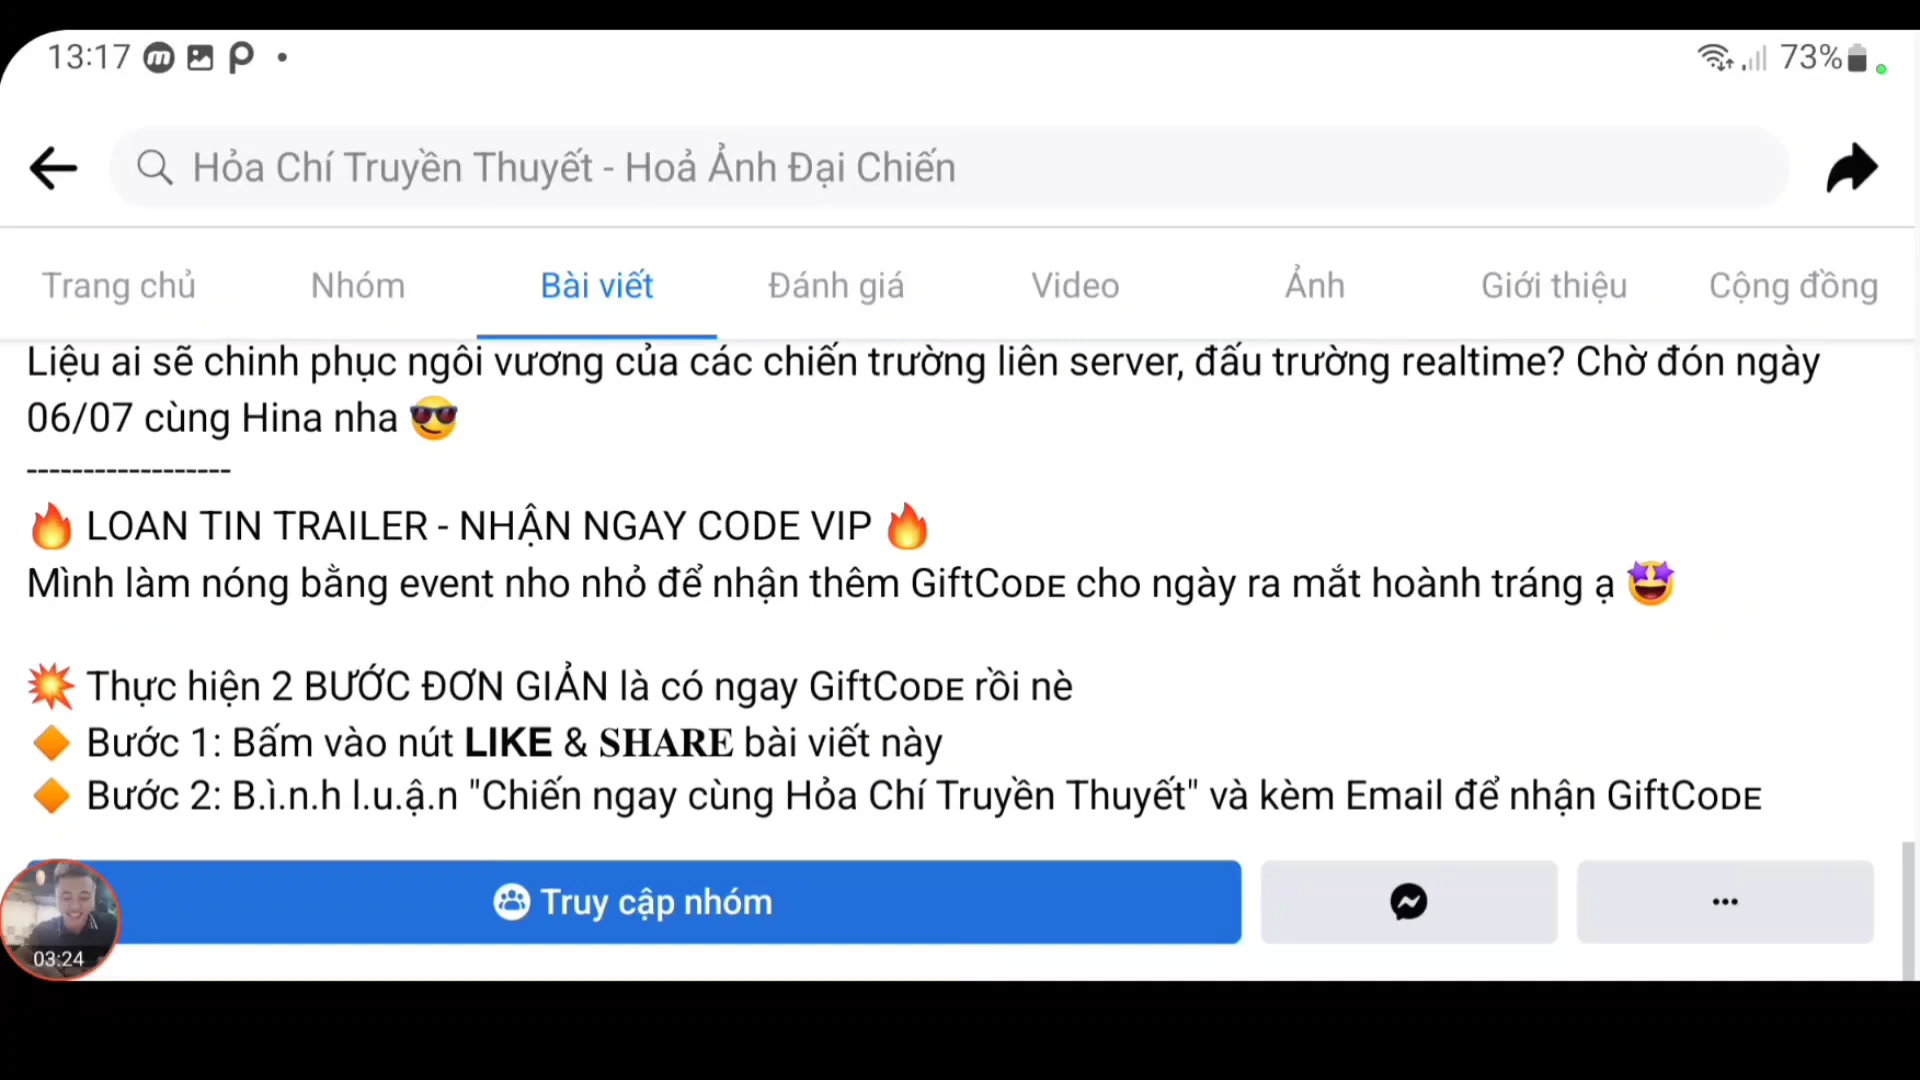 13:17
73%
Hỏa Chí Truyền Thuyết - Hoả Ảnh Đại Chiến
Trang chủ Nhóm Bài viết Đánh giá Video Ảnh Giới thiệu Cộng đồng
Liệu ai sẽ chinh phục ngôi vương của các chiến trường liên server, đấu trường realtime? Chờ đón ngày
06/07 cùng Hina nha 😎
------------------
🔥 LOAN TIN TRAILER - NHẬN NGAY CODE VIP 🔥
Mình làm nóng bằng event nho nhỏ để nhận thêm GiftCᴏᴅᴇ cho ngày ra mắt hoành tráng ạ 🤩
💥 Thực hiện 2 BƯỚC ĐƠN GIẢN là có ngay GiftCᴏᴅᴇ rồi nè
🔶 Bước 1: Bấm vào nút LIKE & SHARE bài viết này
🔶 Bước 2: B.ì.n.h l.u.ậ.n "Chiến ngay cùng Hỏa Chí Truyền Thuyết" và kèm Email để nhận GiftCᴏᴅᴇ
Truy cập nhóm
03:24